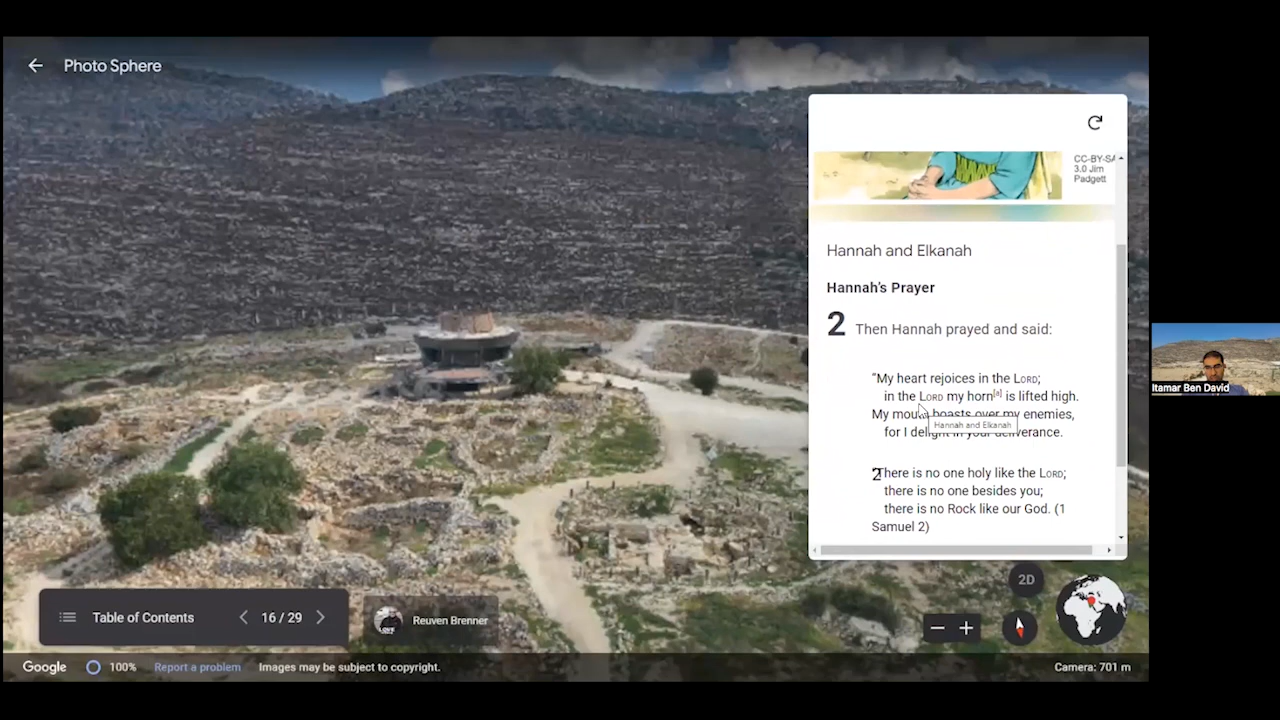 Photo Sphere
CC-BY-SA
3.0 Jim
Padgett
Hannah and Elkanah
Hannah's Prayer
2 Then Hannah prayed and said:
"My heart rejoices in the LORD;
in the LORD my horn[a] is lifted high.
My mouth boasts over my enemies,
Hannah and Elkanah
for I delight in your deliverance.
2There is no one holy like the LORD;
there is no one besides you;
there is no Rock like our God. (1
Samuel 2)
Itamar Ben David
2D
Table of Contents
16 / 29
LOVE
Reuven Brenner
Google
100%
Report a problem
Images may be subject to copyright.
Camera: 701 m